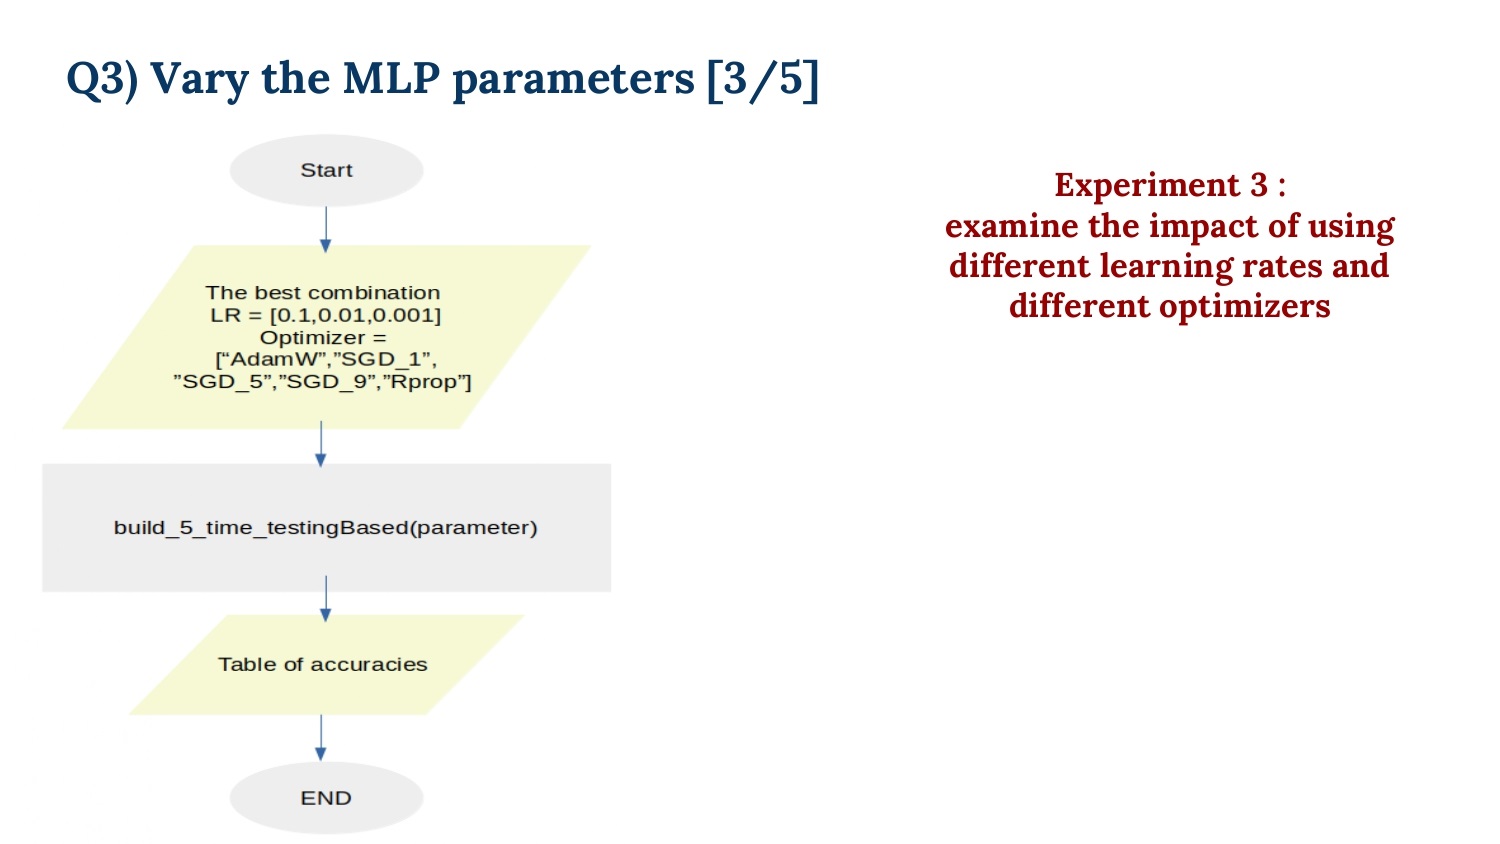 Q3) Vary the MLP parameters [3/5]
Start
The best combination
LR = [0.1,0.01,0.001]
Optimizer =
[“AdamW”,”SGD_1”,
”SGD_5”,”SGD_9”,”Rprop”]
build_5_time_testingBased(parameter)
Table of accuracies
END
Experiment 3 :
examine the impact of using
different learning rates and
different optimizers